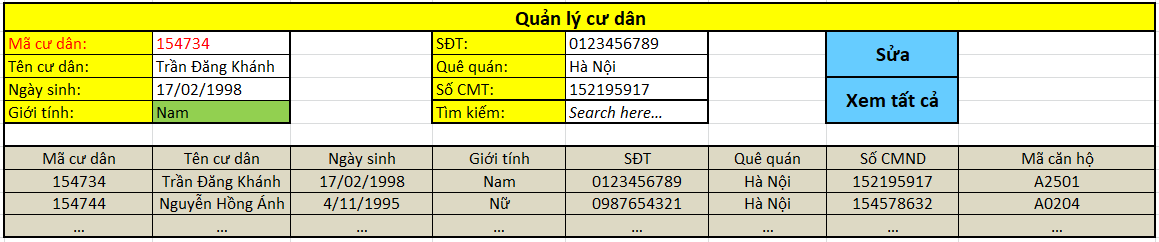 Quản lý cư dân
Mã cư dân: 154734 SĐT: 0123456789 Sửa
Tên cư dân: Trần Đăng Khánh Quê quán: Hà Nội
Ngày sinh: 17/02/1998 Số CMT: 152195917 Xem tất cả
Giới tính: Nam Tìm kiếm: Search here...
Mã cư dân Tên cư dân Ngày sinh Giới tính SĐT Quê quán Số CMND Mã căn hộ
154734 Trần Đăng Khánh 17/02/1998 Nam 0123456789 Hà Nội 152195917 A2501
154744 Nguyễn Hồng Ánh 4/11/1995 Nữ 0987654321 Hà Nội 154578632 A0204
... ... ... ... ... ... ... ...